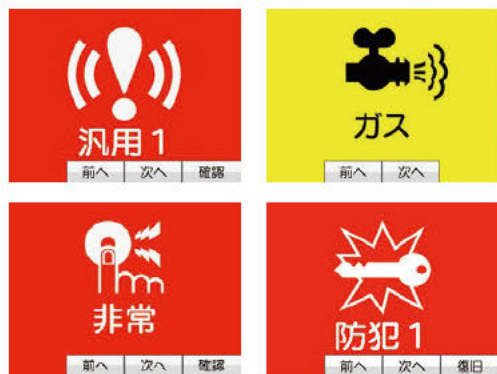 汎用1
前へ 次へ 確認
ガス
前へ 次へ
非常
前へ 次へ 確認
防犯1
前へ 次へ 復旧